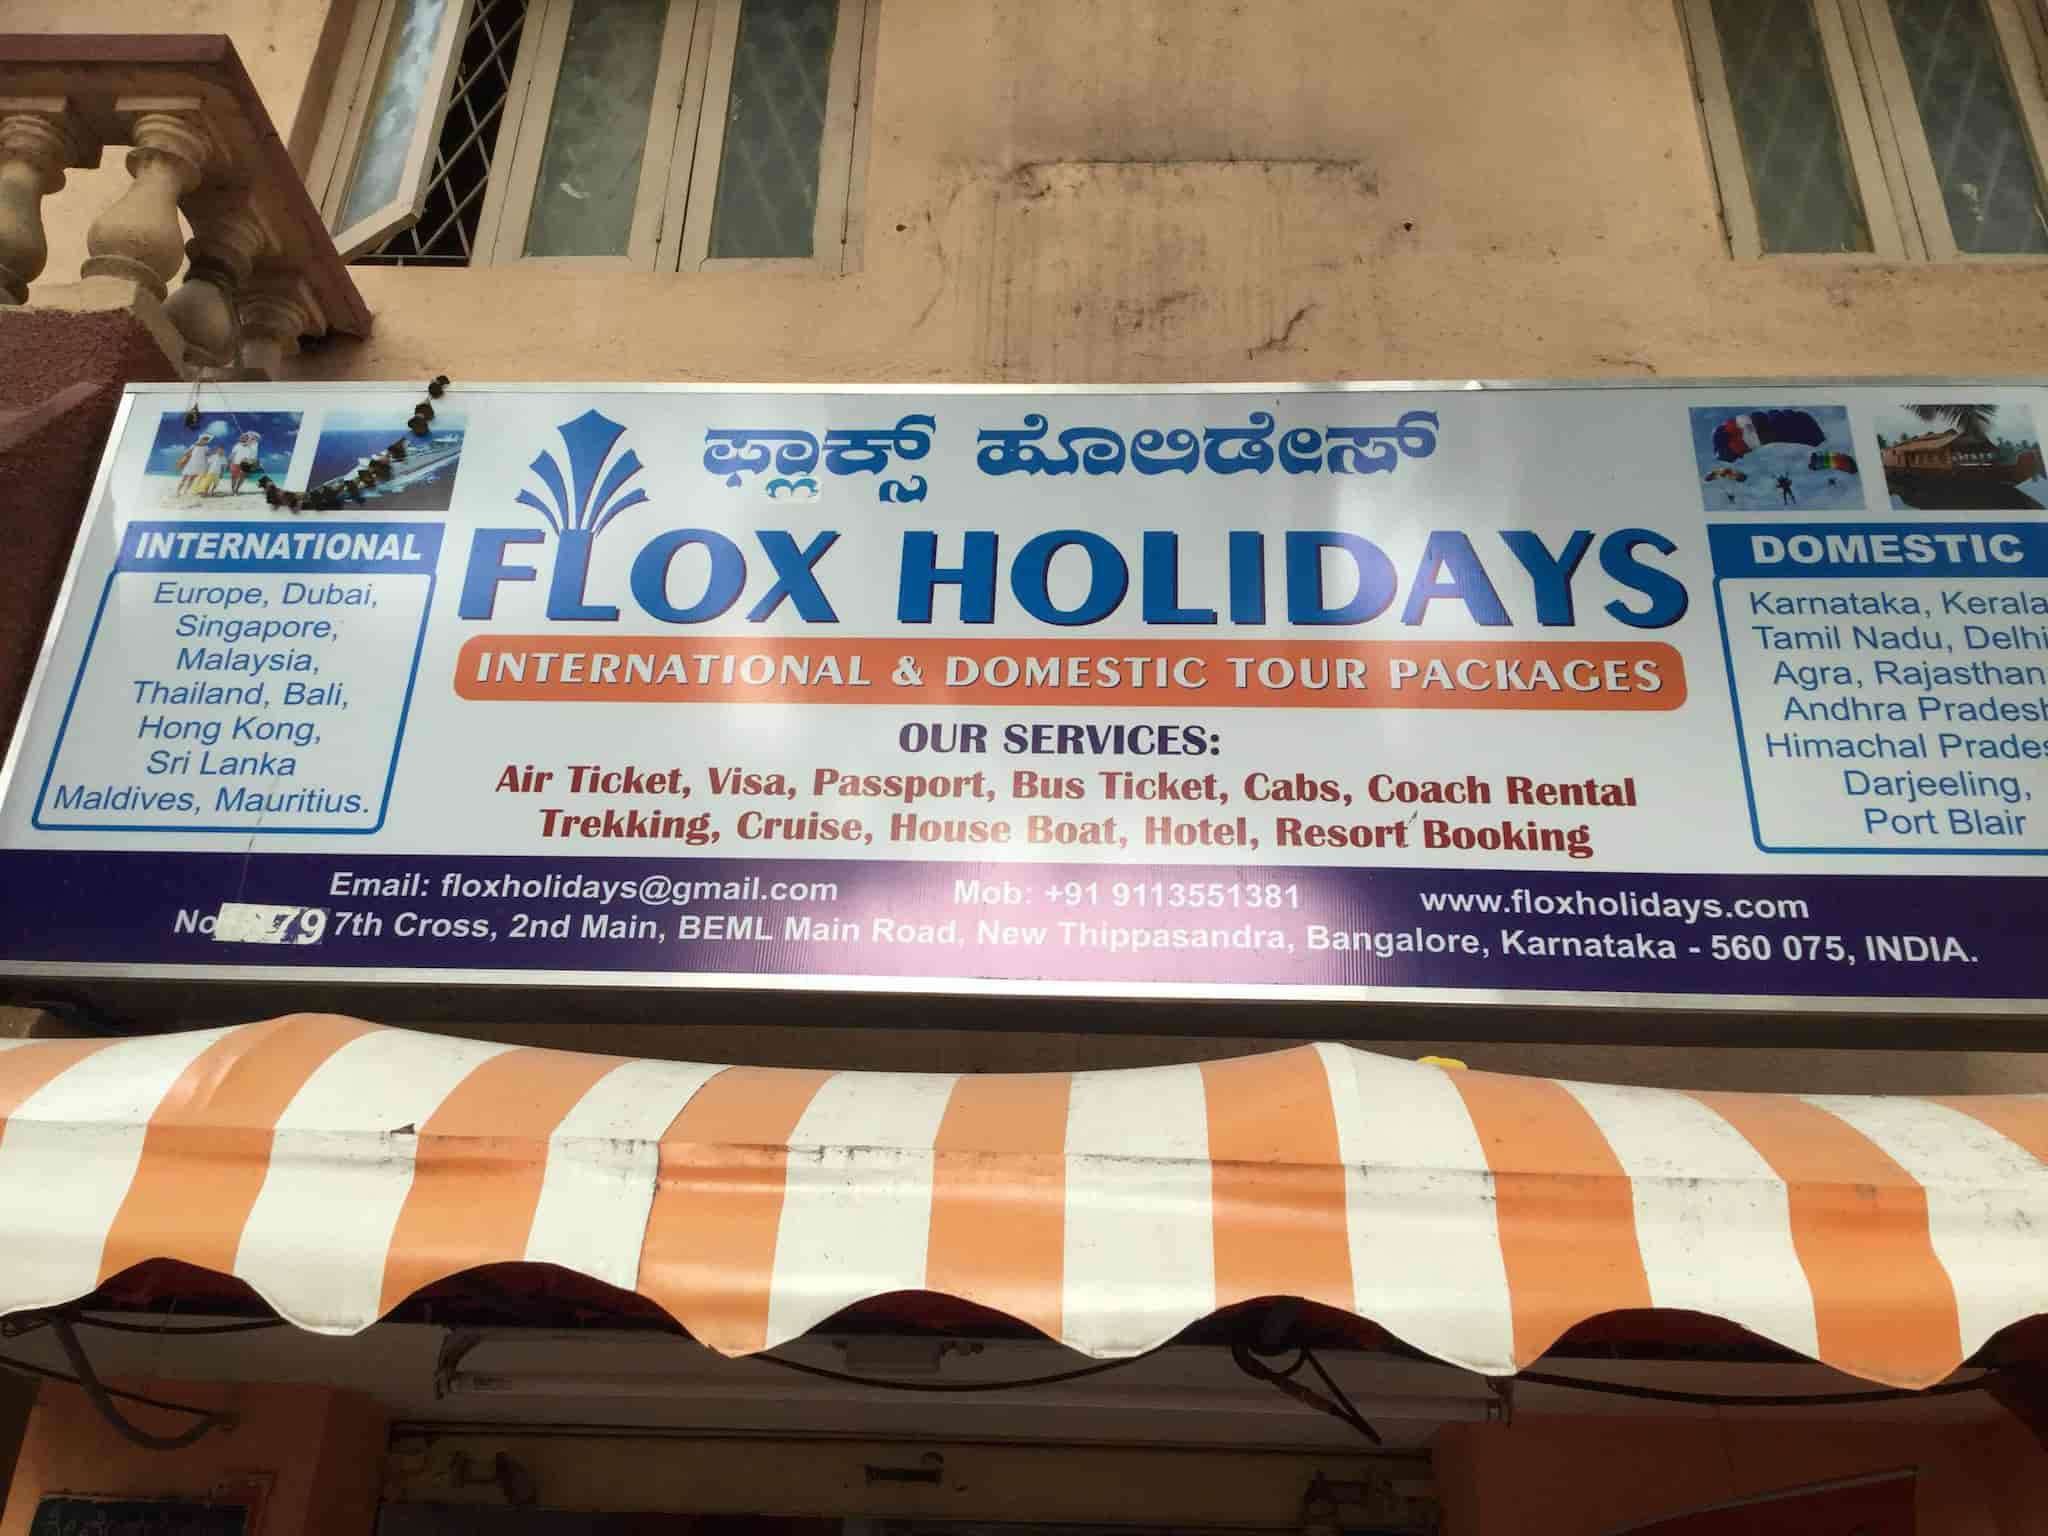 ಫ್ಲಾಕ್ಸ್ ಹೊಲಿಡೇಸ್
FLOX HOLIDAYS
INTERNATIONAL & DOMESTIC TOUR PACKAGES
OUR SERVICES:
Air Ticket, Visa, Passport, Bus Ticket, Cabs, Coach Rental
Trekking, Cruise, House Boat, Hotel, Resort Booking
INTERNATIONAL
Europe, Dubai,
Singapore,
Malaysia,
Thailand, Bali,
Hong Kong,
Sri Lanka
Maldives, Mauritius.
DOMESTIC
Karnataka, Kerala
Tamil Nadu, Delhi
Agra, Rajasthan
Andhra Pradesh
Himachal
Darjeeling,
Port Blair
Email: floxholidays@gmail.com Mob: +91 9113551381 www.floxholidays.com
No 79 7th Cross, 2nd Main, BEML Main Road, New Thippasandra, Bangalore, Karnataka - 560 075, INDIA.